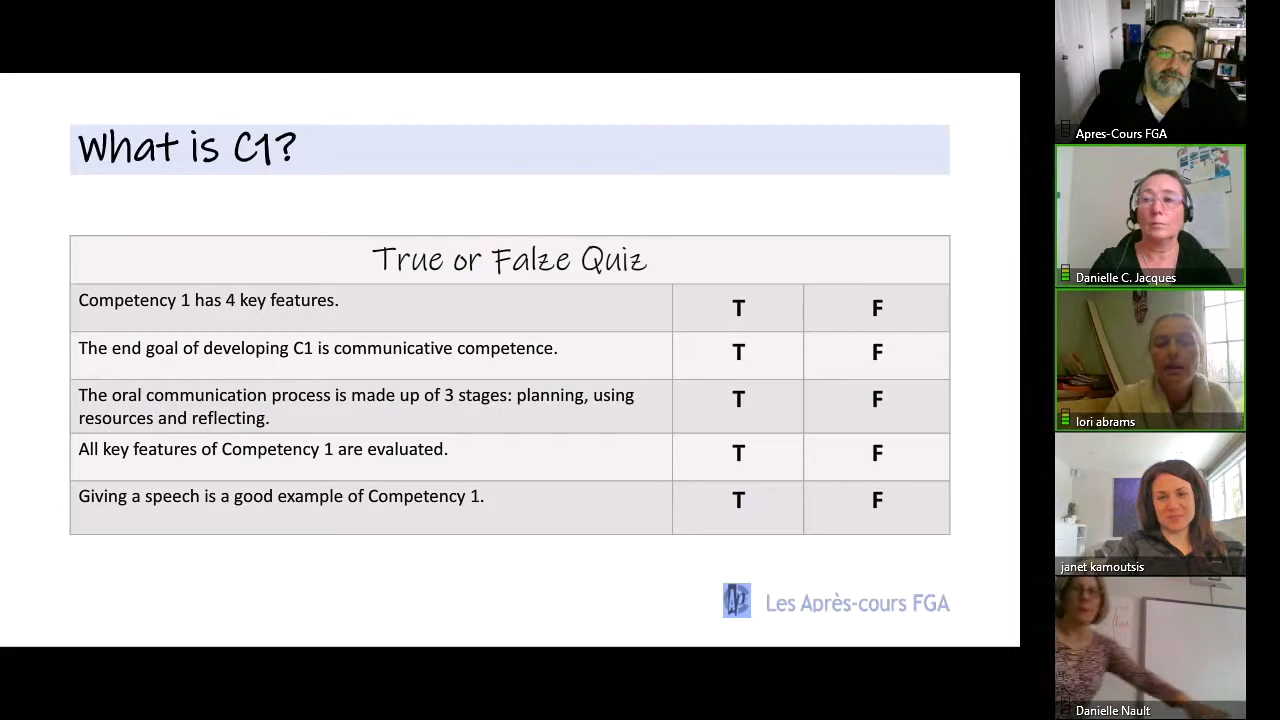 What is C1?
True or Falze Quiz
Competency 1 has 4 key features. T F
The end goal of developing C1 is communicative competence. T F
The oral communication process is made up of 3 stages: planning, using
resources and reflecting. T F
All key features of Competency 1 are evaluated. T F
Giving a speech is a good example of Competency 1. T F
Les Après-cours FGA
Apres-Cours FGA
Danielle C. Jacques
lori abrams
janet kamoutsis
Danielle Nault